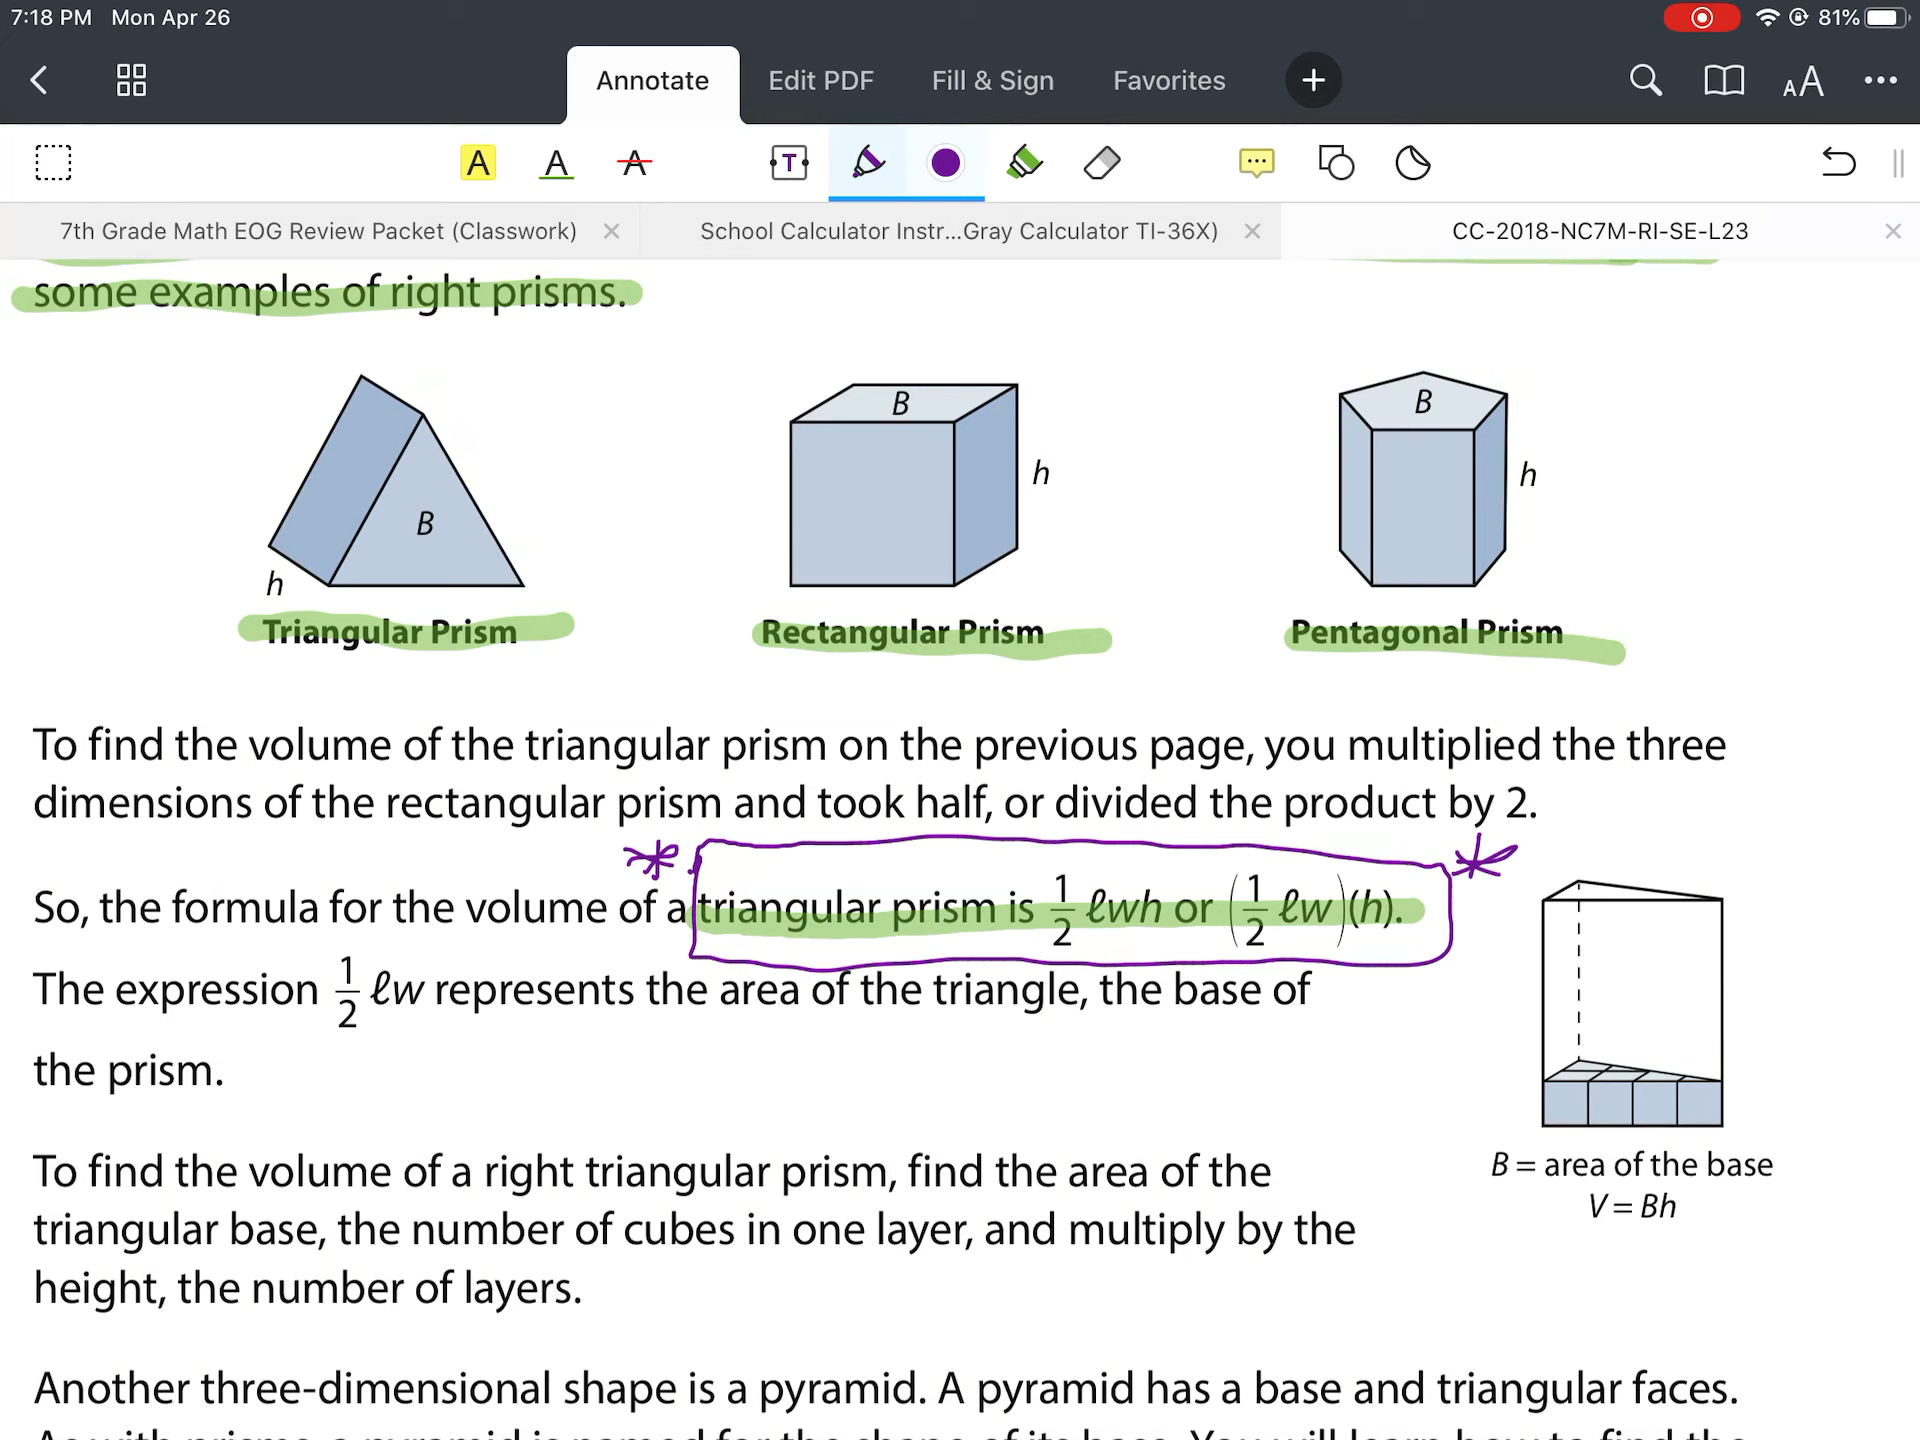 7:18 PM Mon Apr 26 81%
Annotate Edit PDF Fill & Sign Favorites
A A A T AA
7th Grade Math EOG Review Packet (Classwork) School Calculator Instr...Gray Calculator TI-36X) CC-2018-NC7M-RI-SE-L23
some examples of right prisms.
B h
B h
B h
Triangular Prism Rectangular Prism Pentagonal Prism
To find the volume of the triangular prism on the previous page, you multiplied the three
dimensions of the rectangular prism and took half, or divided the product by 2.
So, the formula for the volume of a triangular prism is 1/2 ℓwh or (1/2 ℓw)(h).
The expression 1/2 ℓw represents the area of the triangle, the base of
the prism.
B = area of the base
V = Bh
To find the volume of a right triangular prism, find the area of the
triangular base, the number of cubes in one layer, and multiply by the
height, the number of layers.
Another three-dimensional shape is a pyramid. A pyramid has a base and triangular faces.